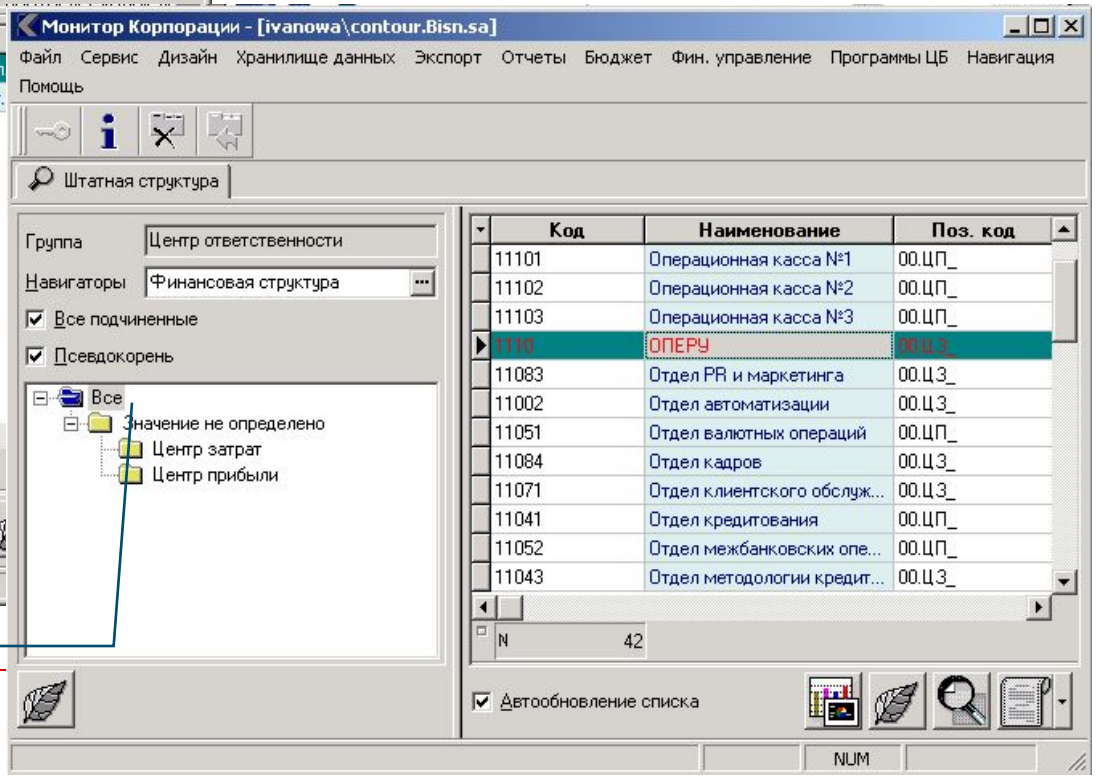 Монитор Корпорации - [ivanowa\contour.Bisn.sa]
Файл Сервис Дизайн Хранилище данных Экспорт Отчеты Бюджет Фин. управление Программы ЦБ Навигация
Помощь
Штатная структура
Группа Центр ответственности
Навигаторы Финансовая структура ...
Все подчиненные
Псевдокорень
Все
Значение не определено
Центр затрат
Центр прибыли
Код Наименование Поз. код
11101 Операционная касса №1 00.ЦП_
11102 Операционная касса №2 00.ЦП_
11103 Операционная касса №3 00.ЦП_
1110 ОПЕРУ 00.ЦЗ_
11083 Отдел PR и маркетинга 00.ЦЗ_
11002 Отдел автоматизации 00.ЦЗ_
11051 Отдел валютных операций 00.ЦП_
11084 Отдел кадров 00.ЦЗ_
11071 Отдел клиентского обслуж... 00.ЦЗ_
11041 Отдел кредитования 00.ЦП_
11052 Отдел межбанковских опе... 00.ЦП_
11043 Отдел методологии кредит... 00.ЦЗ_
N 42
Автообновление списка
NUM